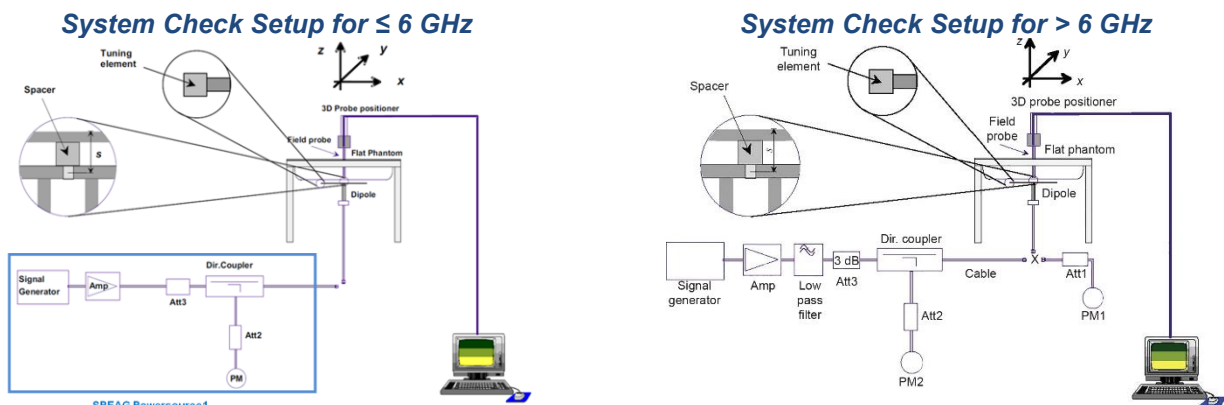 System Check Setup for ≤ 6 GHz
Tuning
element
z
y
x
Spacer
3D Probe positioner
Field probe
Flat Phantom
s
Dipole
Signal
Generator
Amp
Att3
Dir.Coupler
Att2
PM
SPEAG Powersource1
System Check Setup for > 6 GHz
Tuning
element
z
y
x
Spacer
3D probe positioner
Field
probe
Flat phantom
s
Dipole
Signal
generator
Amp
Low
pass
filter
3 dB
Att3
Dir. coupler
Cable
X
Att1
PM1
Att2
PM2